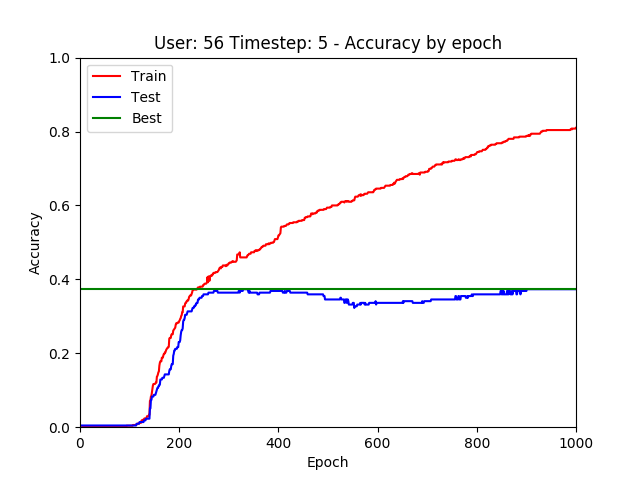 User: 56 Timestep: 5 - Accuracy by epoch
Train
Test
Best
Accuracy
1.0
0.8
0.6
0.4
0.2
0.0
0 200 400 600 800 1000
Epoch